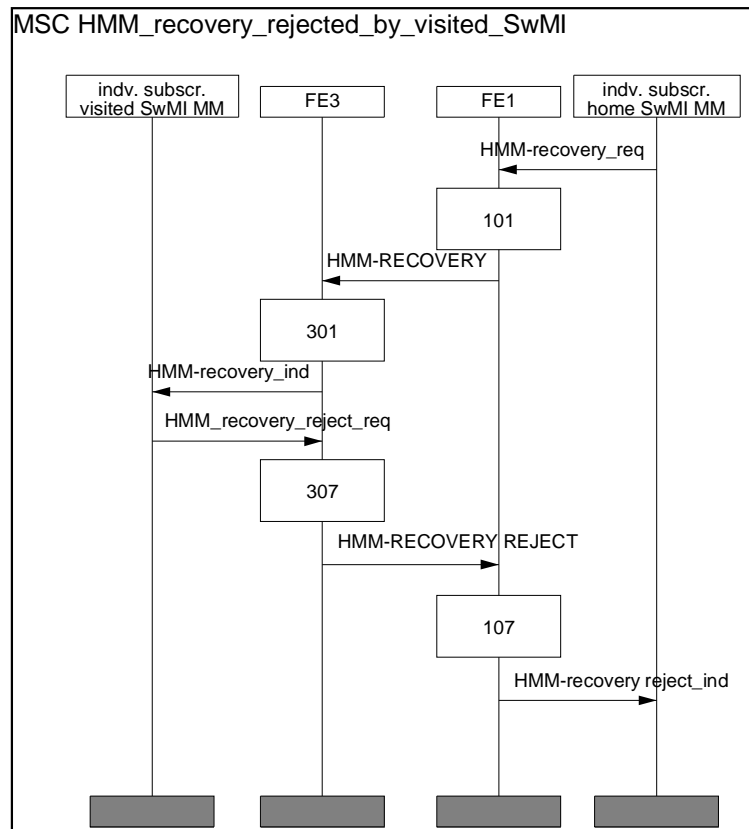 MSC HMM_recovery_rejected_by_visited_SwMI
indv. subscr.
visited SwMI MM
FE3
FE1
indv. subscr.
home SwMI MM
HMM-recovery_req
101
HMM-RECOVERY
301
HMM-recovery_ind
HMM_recovery_reject_req
307
HMM-RECOVERY REJECT
107
HMM-recovery reject_ind